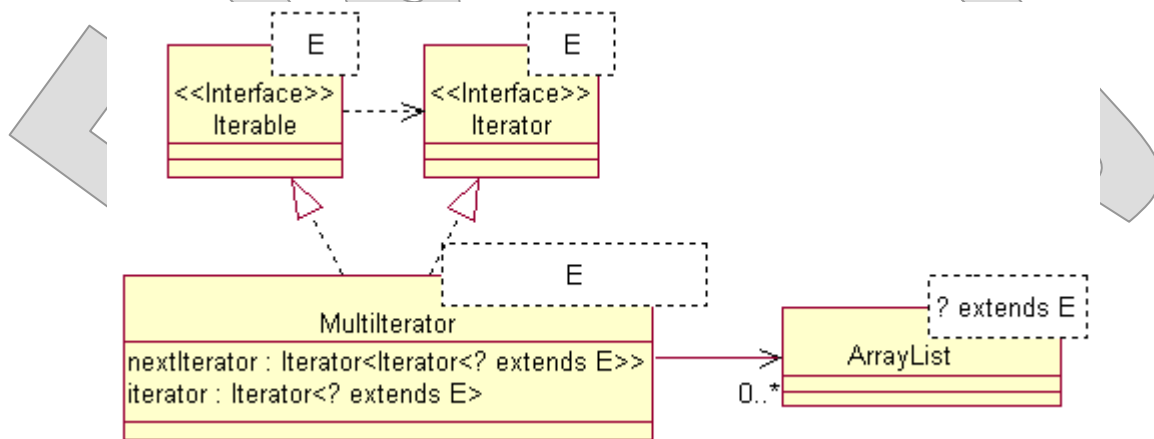 E
E
<<Interface>>
Iterable
<<Interface>>
Iterator
E
MultiIterator
nextIterator : Iterator<Iterator<? extends E>>
iterator : Iterator<? extends E>
? extends E
ArrayList
0..*